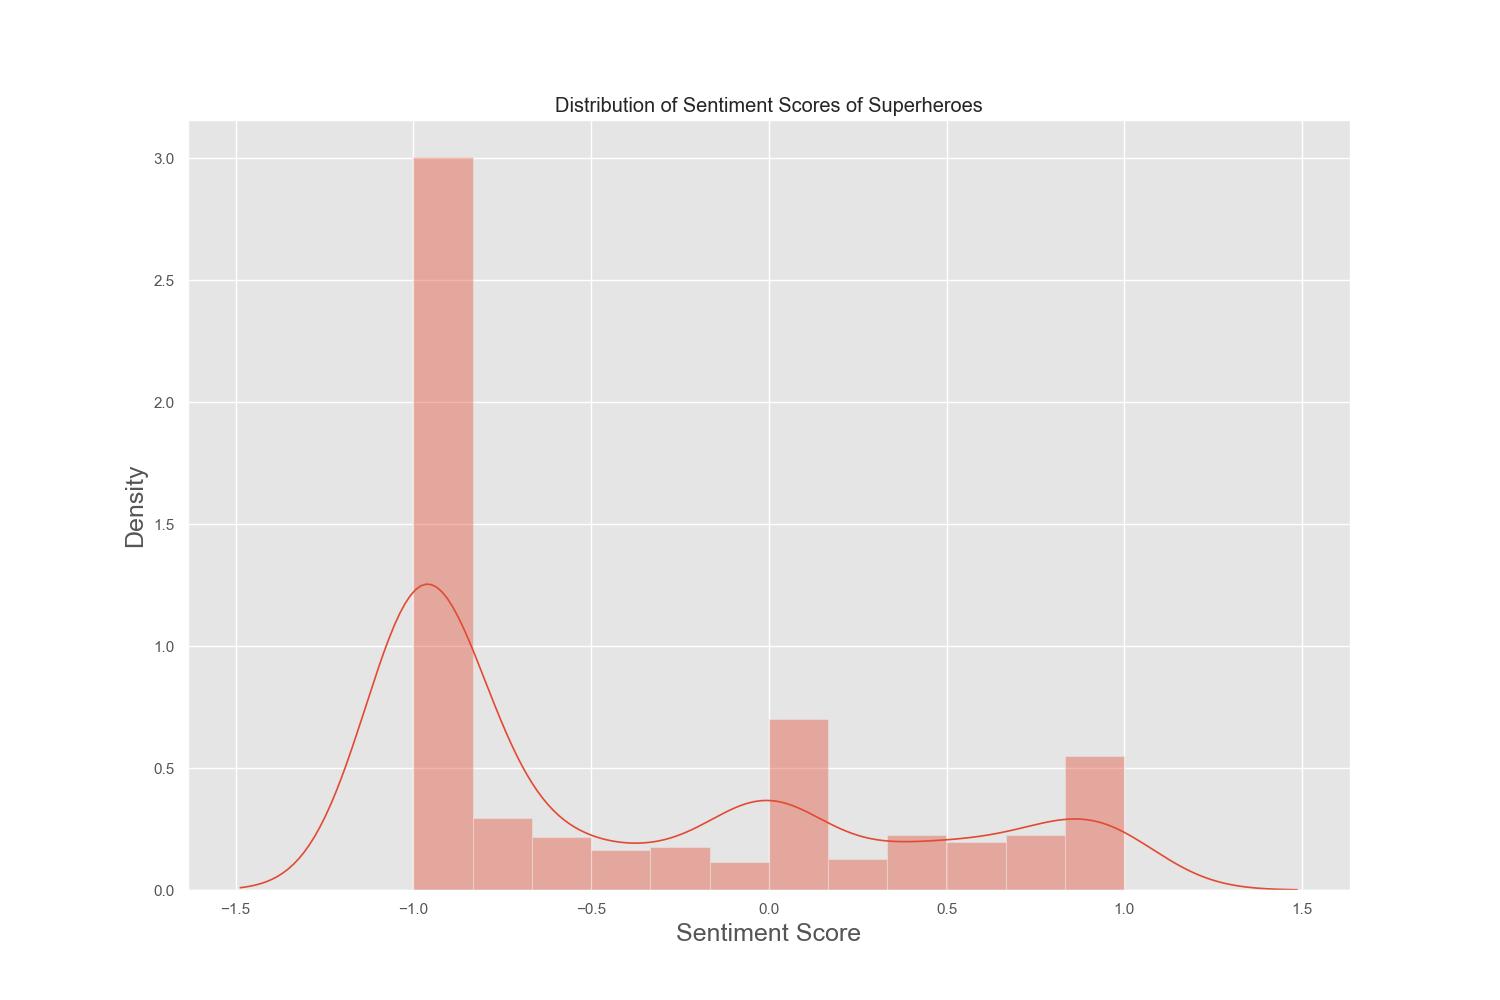 Distribution of Sentiment Scores of Superheroes
3.0
2.5
2.0
1.5
1.0
0.5
0.0
Density
−1.5 −1.0 −0.5 0.0 0.5 1.0 1.5
Sentiment Score